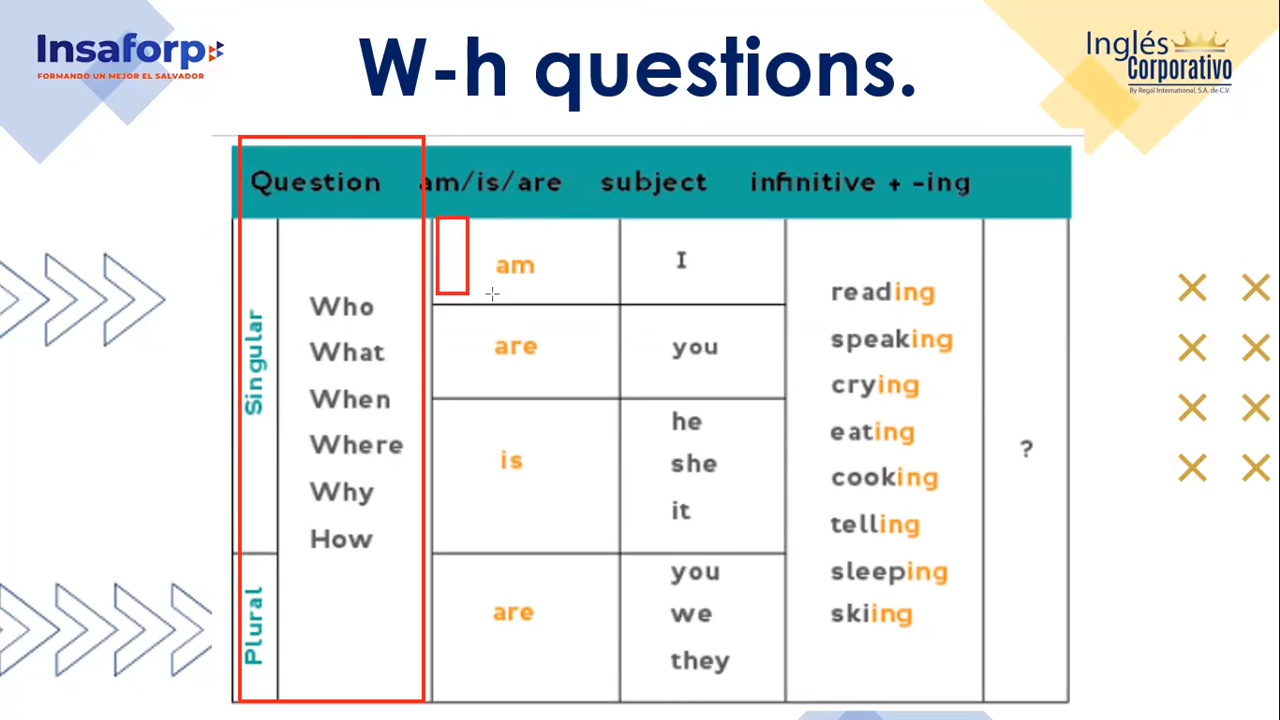 Insaforp
FORMANDO UN MEJOR EL SALVADOR
W-h questions.
Inglés
Corporativo
By Regal International, S.A. de C.V.
Question am/is/are subject infinitive + -ing
Singular
Who
What
When
Where
Why
How
am
I
are
you
is
he
she
it
Plural
are
you
we
they
reading
speaking
crying
eating
cooking
telling
sleeping
skiing
?